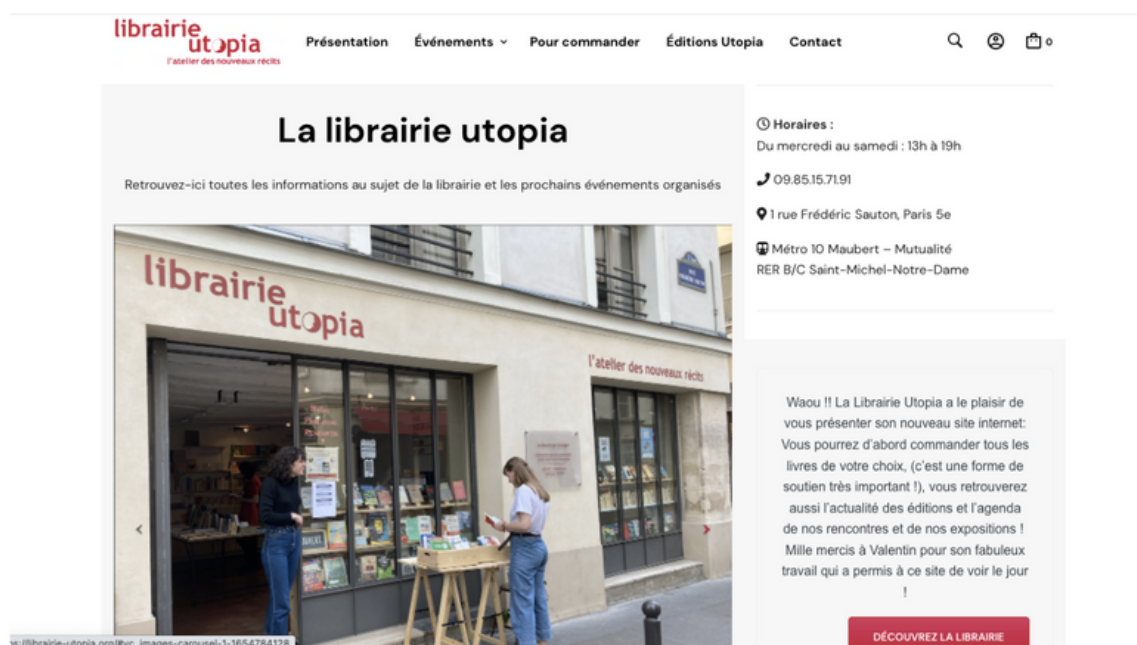 librairie
utopia
l'atelier des nouveaux récits
Présentation Événements Pour commander Éditions Utopia Contact
0
La librairie utopia
Retrouvez-ici toutes les informations au sujet de la librairie et les prochains événements organisés
librairie
utopia
l'atelier des nouveaux récits
Horaires :
Du mercredi au samedi : 13h à 19h
09.85.15.71.91
1 rue Frédéric Sauton, Paris 5e
Métro 10 Maubert – Mutualité
RER B/C Saint-Michel-Notre-Dame
Waou !! La Librairie Utopia a le plaisir de
vous présenter son nouveau site internet:
Vous pourrez d'abord commander tous les
livres de votre choix, (c'est une forme de
soutien très important !), vous retrouverez
aussi l'actualité des éditions et l'agenda
de nos rencontres et de nos expositions !
Mille mercis à Valentin pour son fabuleux
travail qui a permis à ce site de voir le jour
!
DÉCOUVREZ LA LIBRAIRIE